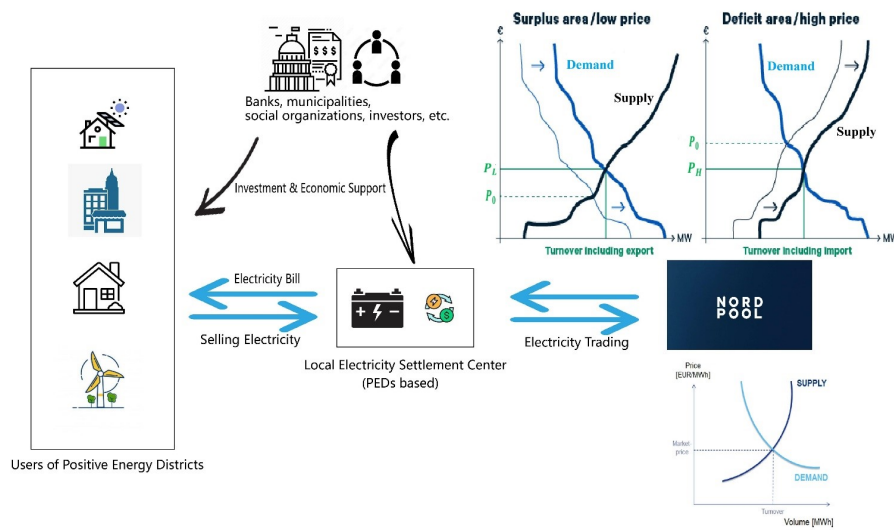 Surplus area/low price
Deficit area/high price
€
Demand
Supply
P_L
P_0
MW
Turnover including export
€
Demand
Supply
P_0
P_H
MW
Turnover including import
$ $ $
Banks, municipalities,
social organizations, investors, etc.
Investment & Economic Support
Electricity Bill
Selling Electricity
Local Electricity Settlement Center
(PEDs based)
Electricity Trading
NORD
POOL
Users of Positive Energy Districts
Price
[EUR/MWh]
SUPPLY
Market-
price
DEMAND
Turnover
Volume [MWh]